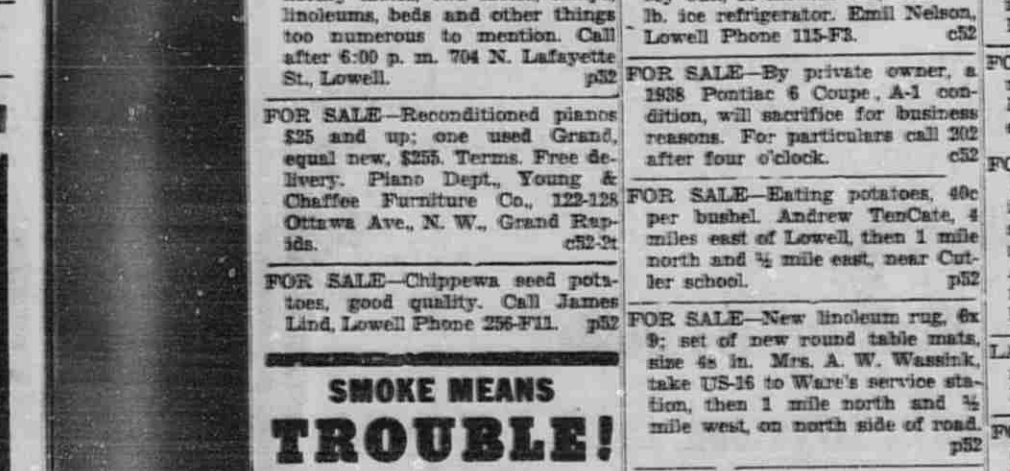 linoleums, beds and other things
too numerous to mention. Call
after 6:00 p. m. 704 N. Lafayette
St., Lowell. p52
FOR SALE—Reconditioned pianos
$25 and up; one used Grand,
equal new, $255. Terms. Free de-
livery. Piano Dept., Young &
Chaffee Furniture Co., 122-128
Ottawa Ave., N. W., Grand Rap-
ids. c52-2t
FOR SALE—Chippewa seed pota-
toes, good quality. Call James
Lind, Lowell Phone 256-F11. p52
SMOKE MEANS
TROUBLE!
lb. ice refrigerator. Emil Nelson,
Lowell Phone 115-F3. c52
FOR SALE—By private owner, a
1938 Pontiac 6 Coupe, A-1 con-
dition, will sacrifice for business
reasons. For particulars call 202
after four o'clock. c52
FOR SALE—Eating potatoes, 40c
per bushel. Andrew TenCate, 4
miles east of Lowell, then 1 mile
north and ½ mile east, near Cut-
ler school. p52
FOR SALE—New linoleum rug, 6x
9; set of new round table mats,
size 48 in. Mrs. A. W. Wassink,
take US-16 to Ware's service sta-
tion, then 1 mile north and ½
mile west, on north side of road.
p52